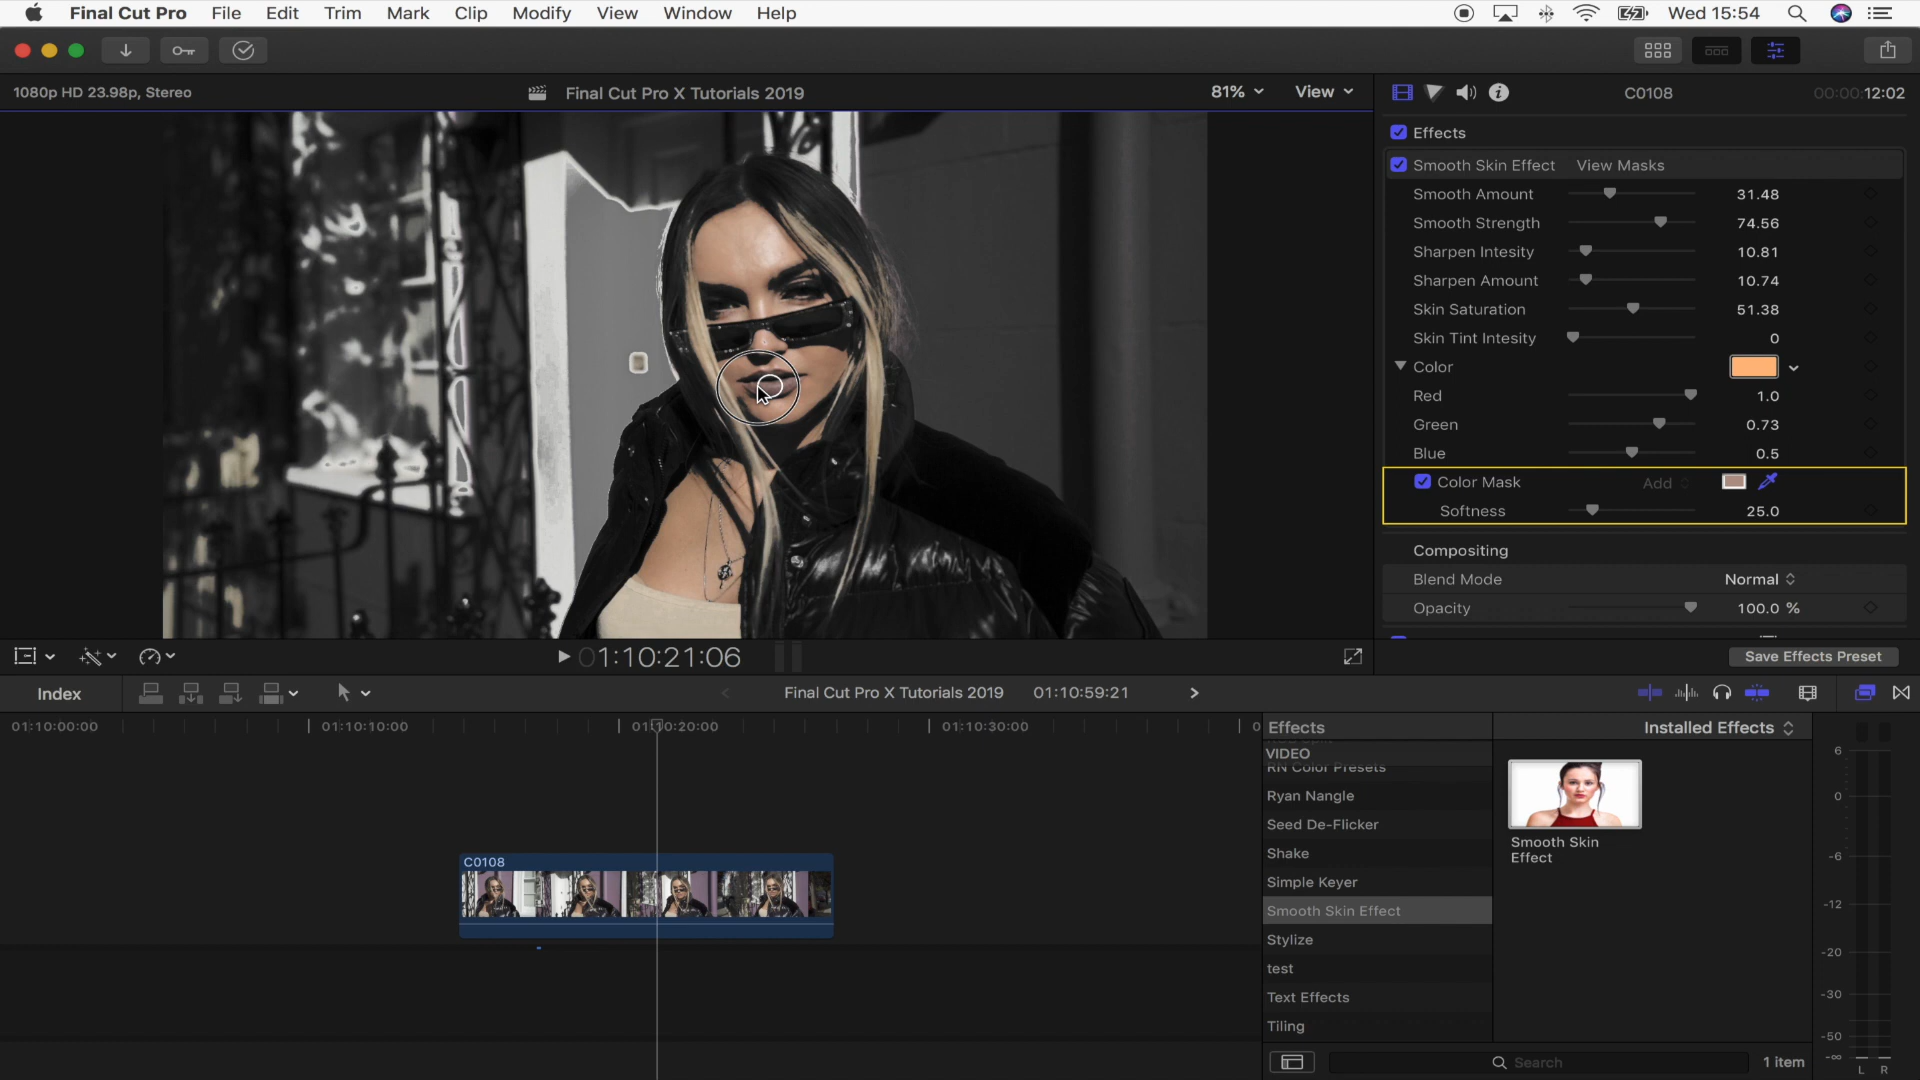 Final Cut Pro File Edit Trim Mark Clip Modify View Window Help Wed 15:54
1080p HD 23.98p, Stereo Final Cut Pro X Tutorials 2019 81% View C0108 00:00:12:02
Effects
Smooth Skin Effect View Masks
Smooth Amount 31.48
Smooth Strength 74.56
Sharpen Intesity 10.81
Sharpen Amount 10.74
Skin Saturation 51.38
Skin Tint Intesity 0
Color
Red 1.0
Green 0.73
Blue 0.5
Color Mask Add
Softness 25.0
Compositing
Blend Mode Normal
Opacity 100.0 %
01:10:21:06 Save Effects Preset
Index Final Cut Pro X Tutorials 2019 01:10:59:21
01:10:00:00 01:10:10:00 01:10:20:00 01:10:30:00 0
Effects Installed Effects
VIDEO
RN Color Presets
Ryan Nangle
Seed De-Flicker
Shake
Simple Keyer
Smooth Skin Effect
Stylize
test
Text Effects
Tiling
Smooth Skin
Effect
C0108
6
0
-6
-12
-20
-30
-50
-∞
L R
Search 1 item